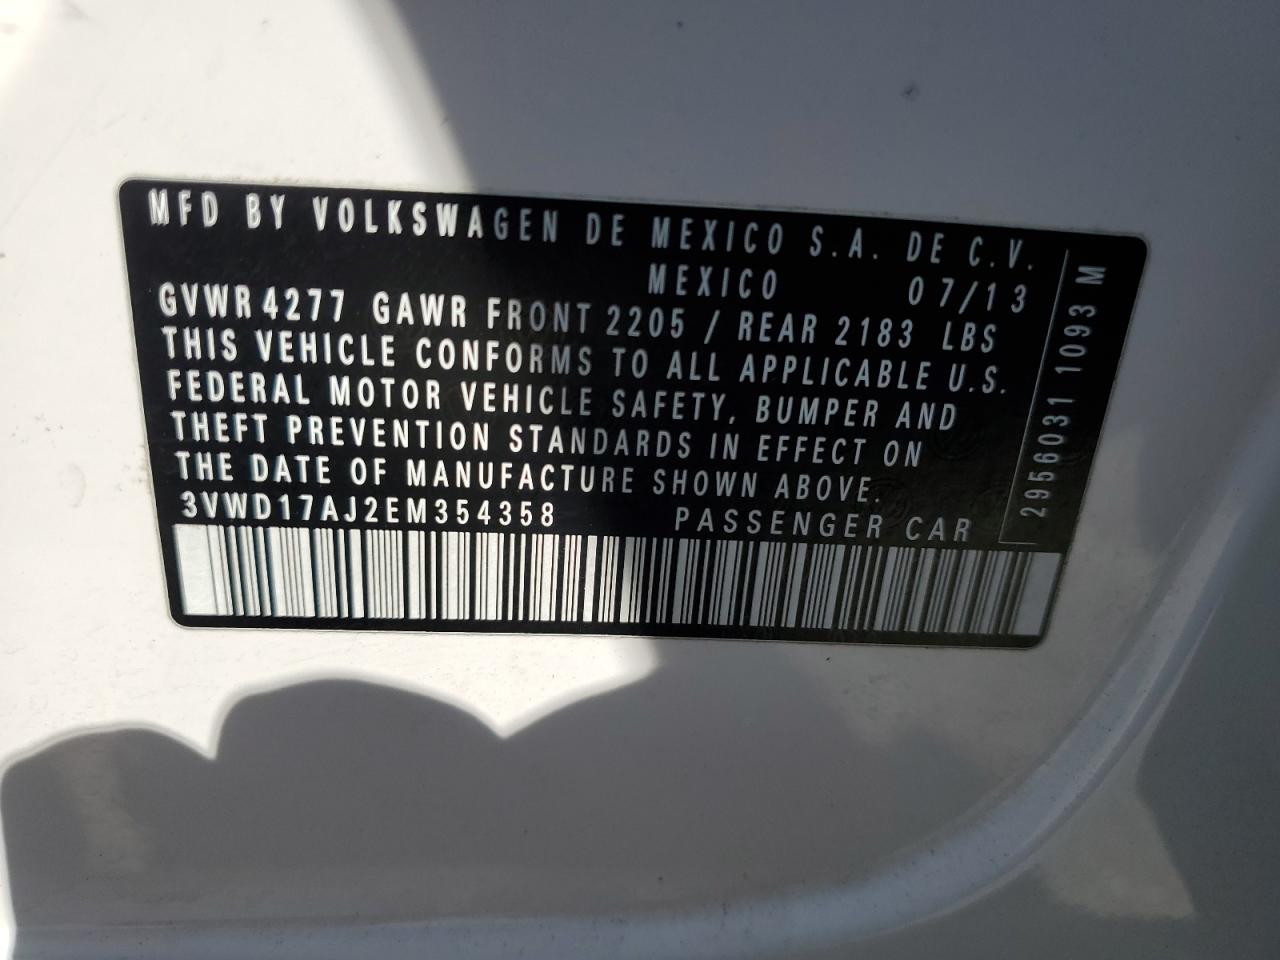 MFD BY VOLKSWAGEN DE MEXICO S.A. DE C.V.
MEXICO 07/13
GVWR 4277 GAWR FRONT 2205 / REAR 2183 LBS
THIS VEHICLE CONFORMS TO ALL APPLICABLE U.S.
FEDERAL MOTOR VEHICLE SAFETY, BUMPER AND
THEFT PREVENTION STANDARDS IN EFFECT ON
THE DATE OF MANUFACTURE SHOWN ABOVE.
3VWD17AJ2EM354358 PASSENGER CAR
2956031 1093 M